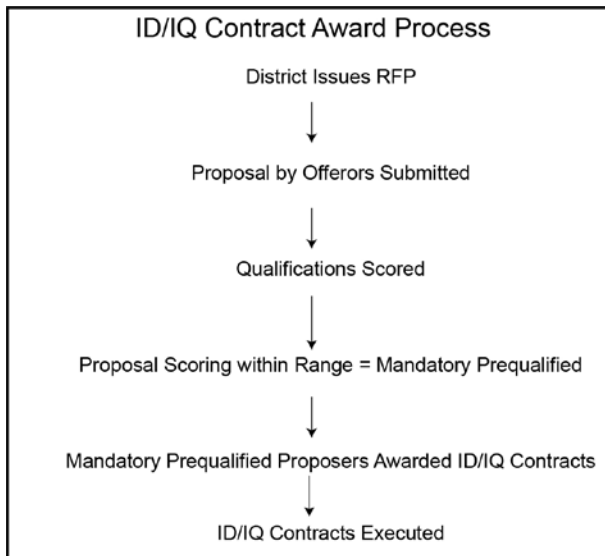 ID/IQ Contract Award Process
District Issues RFP
Proposal by Offerors Submitted
Qualifications Scored
Proposal Scoring within Range = Mandatory Prequalified
Mandatory Prequalified Proposers Awarded ID/IQ Contracts
ID/IQ Contracts Executed